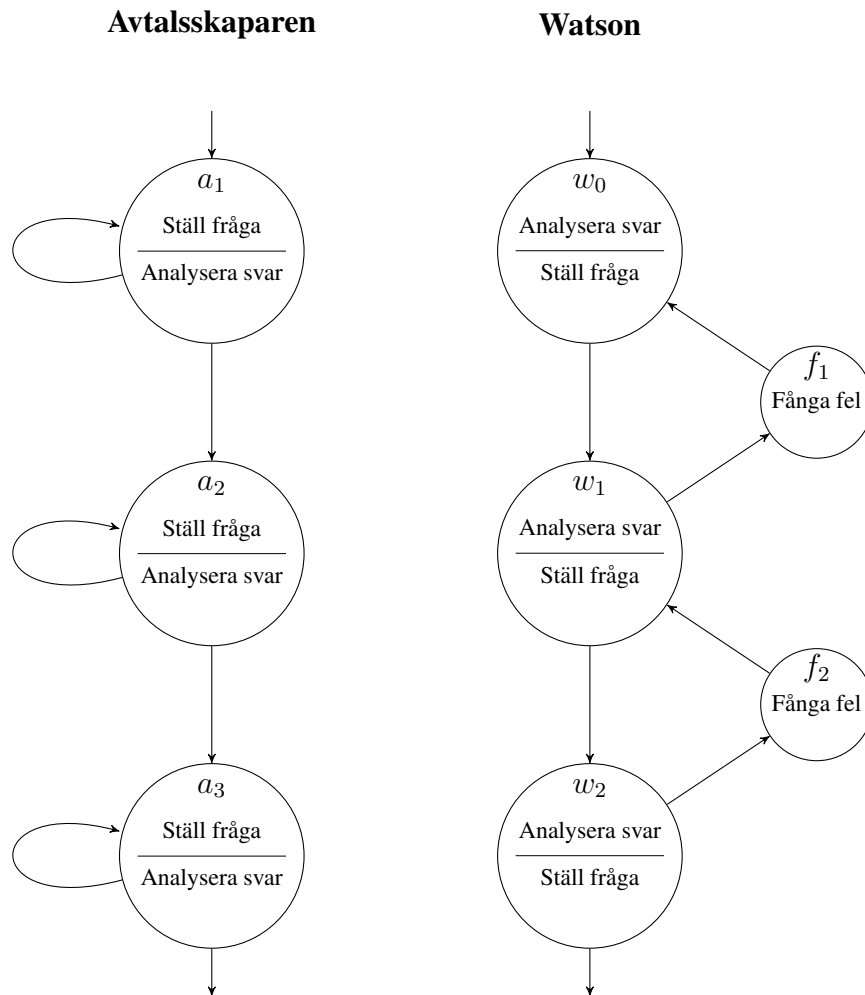 Avtalsskaparen
a₁
Ställ fråga
Analysera svar
a₂
Ställ fråga
Analysera svar
a₃
Ställ fråga
Analysera svar
Watson
w₀
Analysera svar
Ställ fråga
f₁
Fånga fel
w₁
Analysera svar
Ställ fråga
f₂
Fånga fel
w₂
Analysera svar
Ställ fråga